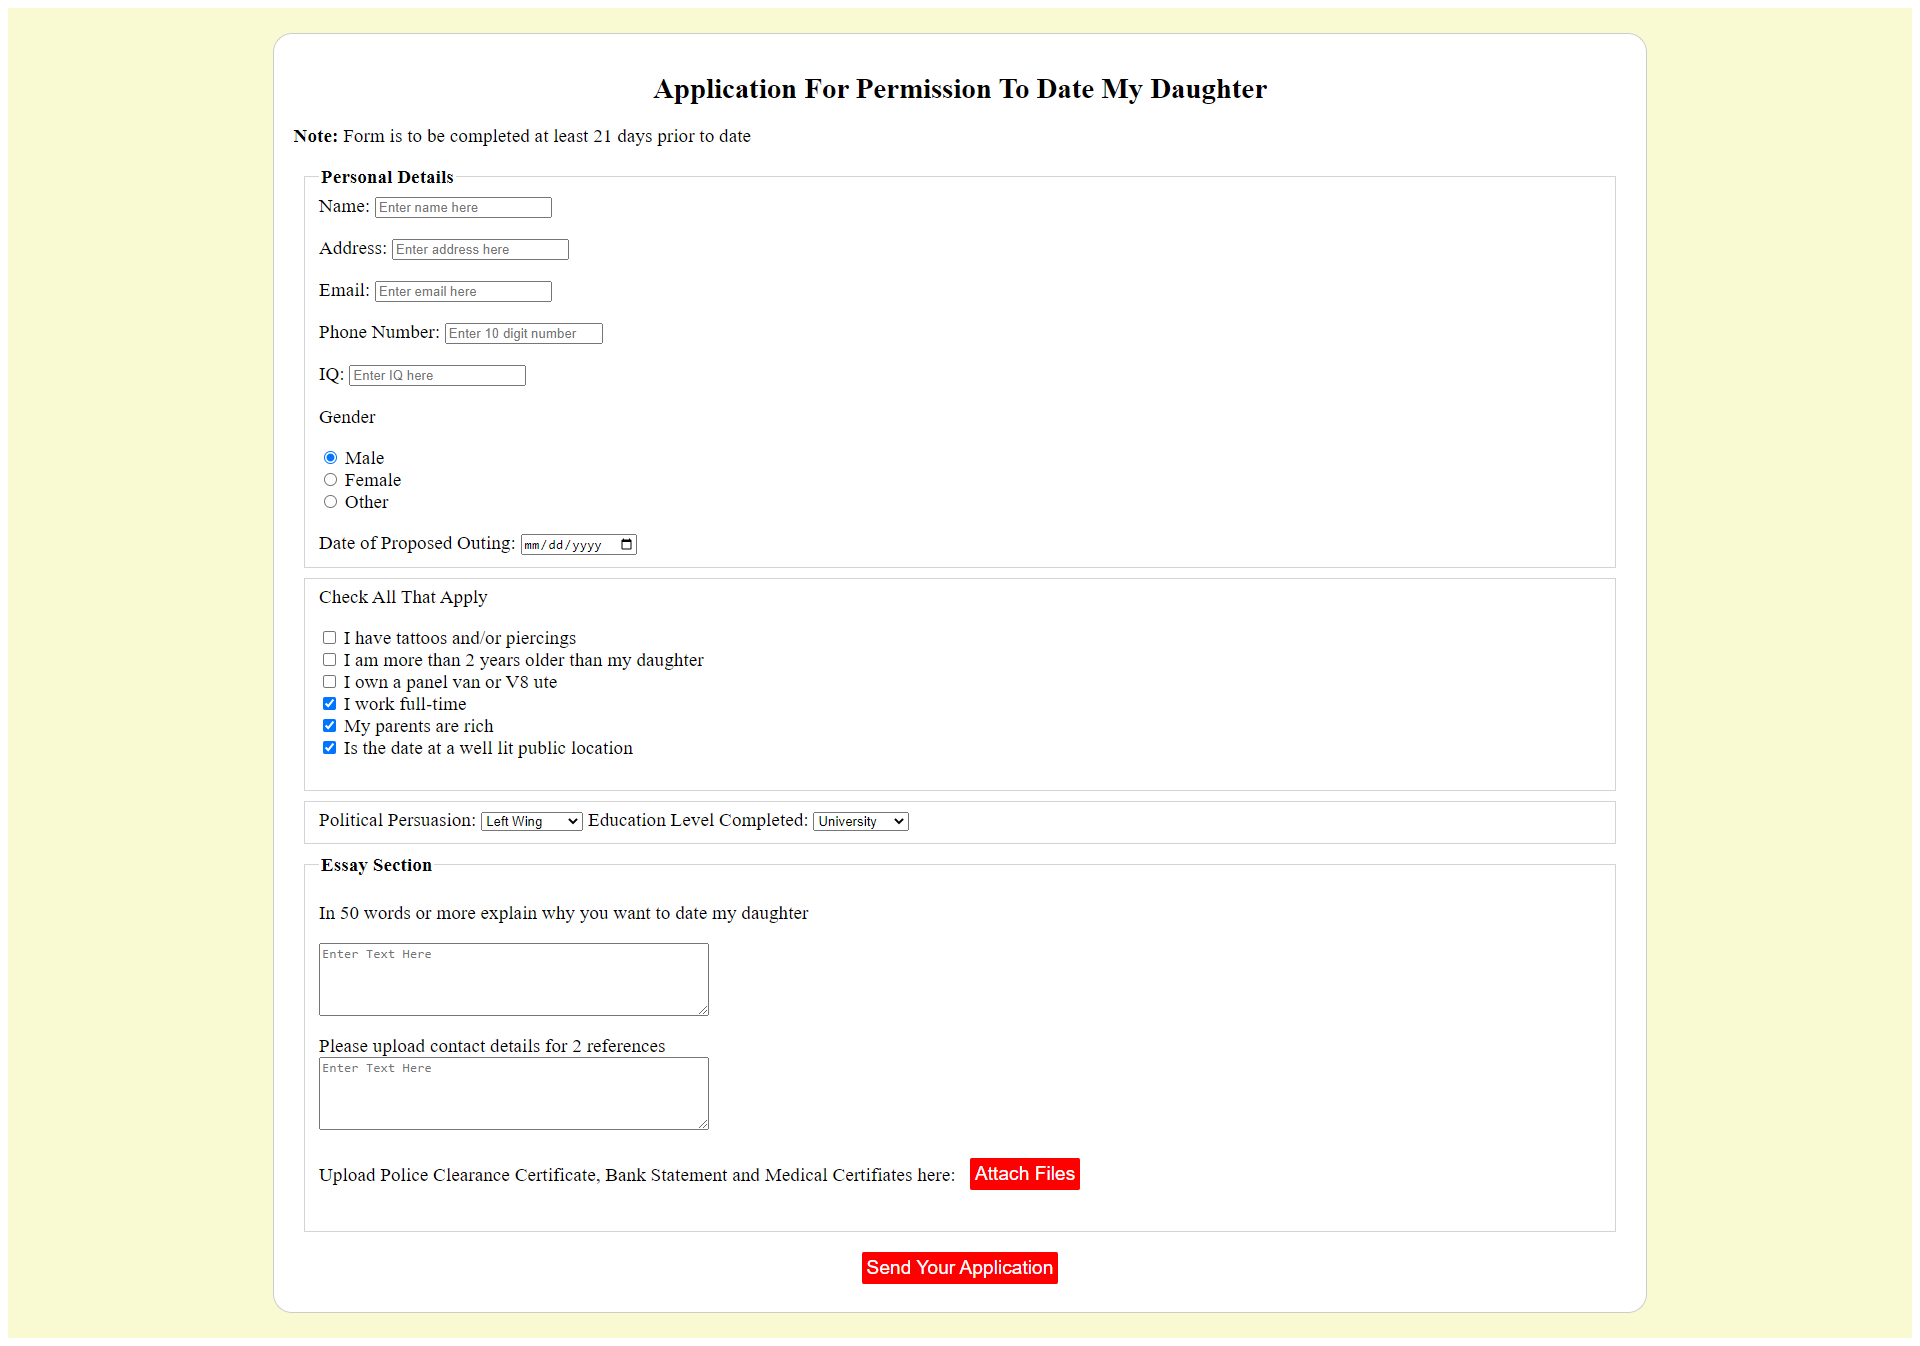 Application For Permission To Date My Daughter
Note: Form is to be completed at least 21 days prior to date
Personal Details
Name: Enter name here
Address: Enter address here
Email: Enter email here
Phone Number: Enter 10 digit number
IQ: Enter IQ here
Gender
Male
Female
Other
Date of Proposed Outing: mm/dd/yyyy
Check All That Apply
I have tattoos and/or piercings
I am more than 2 years older than my daughter
I own a panel van or V8 ute
I work full-time
My parents are rich
Is the date at a well lit public location
Political Persuasion: Left Wing Education Level Completed: University
Essay Section
In 50 words or more explain why you want to date my daughter
Enter Text Here
Please upload contact details for 2 references
Enter Text Here
Upload Police Clearance Certificate, Bank Statement and Medical Certifiates here: Attach Files
Send Your Application